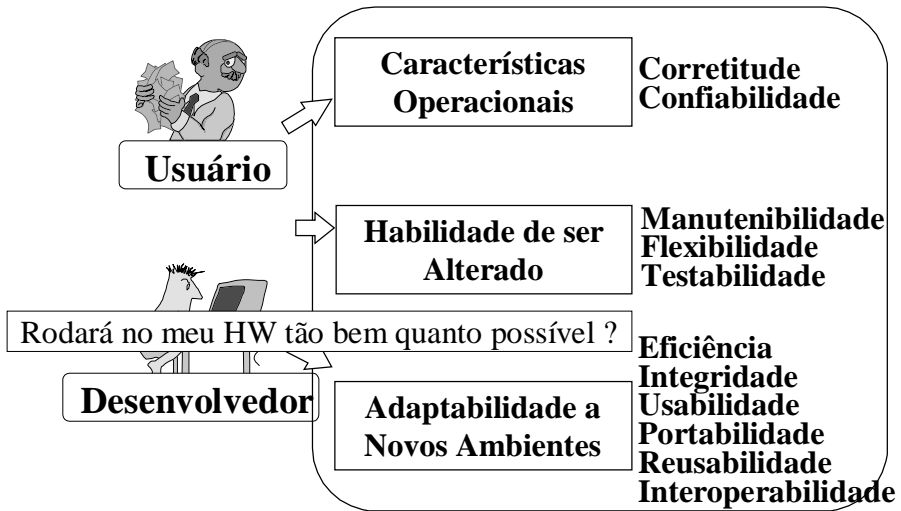 Características
Operacionais
Corretitude
Confiabilidade
Usuário
Habilidade de ser
Alterado
Manutenibilidade
Flexibilidade
Testabilidade
Rodará no meu HW tão bem quanto possível ?
Desenvolvedor
Adaptabilidade a
Novos Ambientes
Eficiência
Integridade
Usabilidade
Portabilidade
Reusabilidade
Interoperabilidade